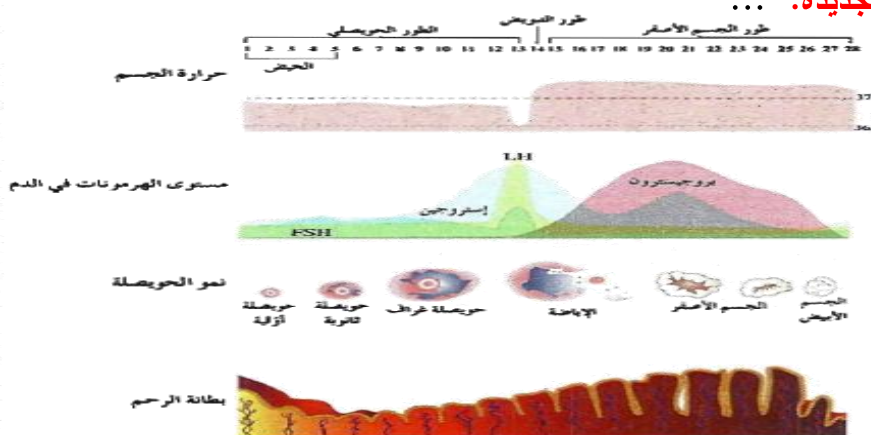 جديدة. ...
طور الجسم الأصفر طور التبويض الطور الحويصلي
1 2 3 4 5 6 7 8 9 10 11 12 13 14 15 16 17 18 19 20 21 22 23 24 25 26 27 28
الحيض
حرارة الجسم
37
36
LH
مستوى الهرمونات في الدم
بروجيسترون
إستروجين
FSH
نمو الحويصلة
حويصلة أولية
حويصلة ثانوية
حويصلة غراف
الإباضة
الجسم الأصفر
الجسم الأبيض
بطانة الرحم